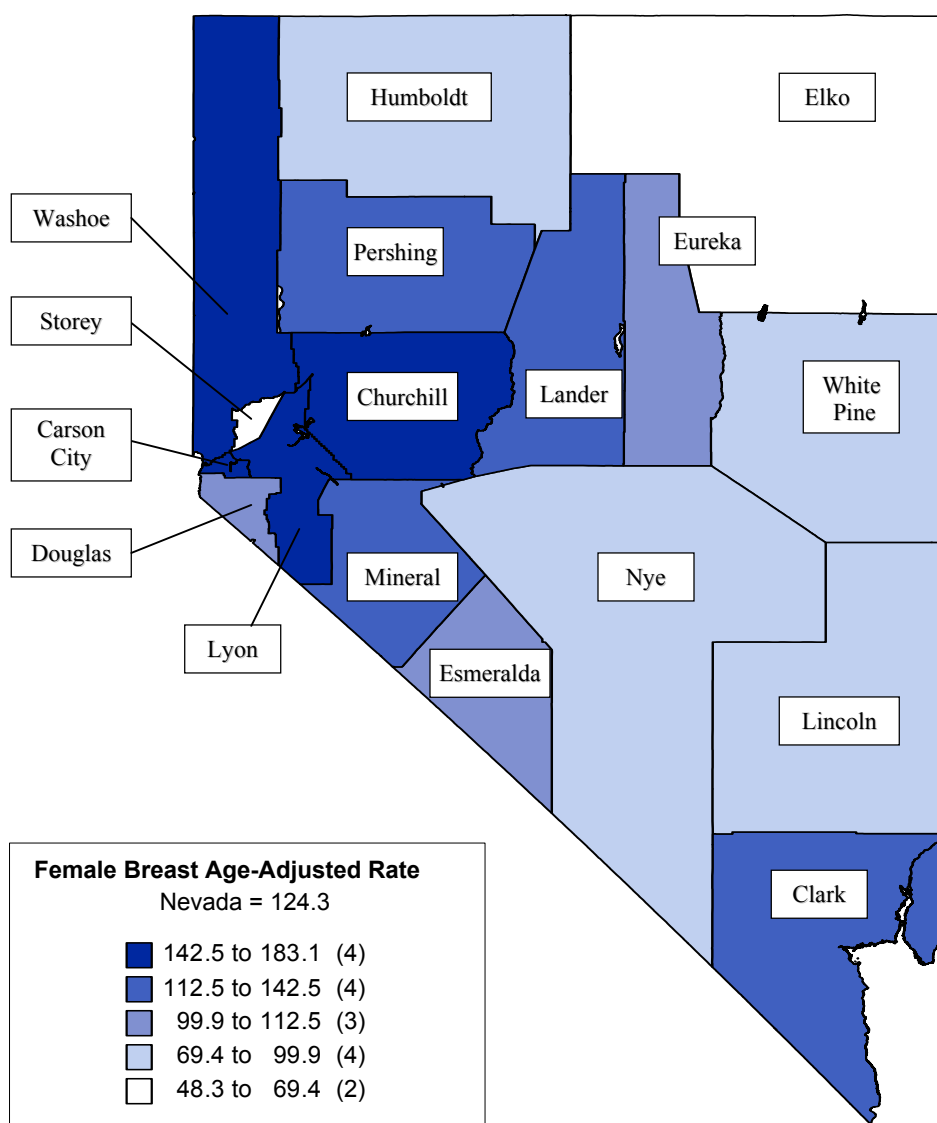 Humboldt
Elko
Washoe
Pershing
Eureka
Storey
Churchill
Lander
White
Pine
Carson
City
Douglas
Mineral
Nye
Lyon
Esmeralda
Lincoln
Clark
Female Breast Age-Adjusted Rate
Nevada = 124.3
142.5 to 183.1 (4)
112.5 to 142.5 (4)
99.9 to 112.5 (3)
69.4 to 99.9 (4)
48.3 to 69.4 (2)